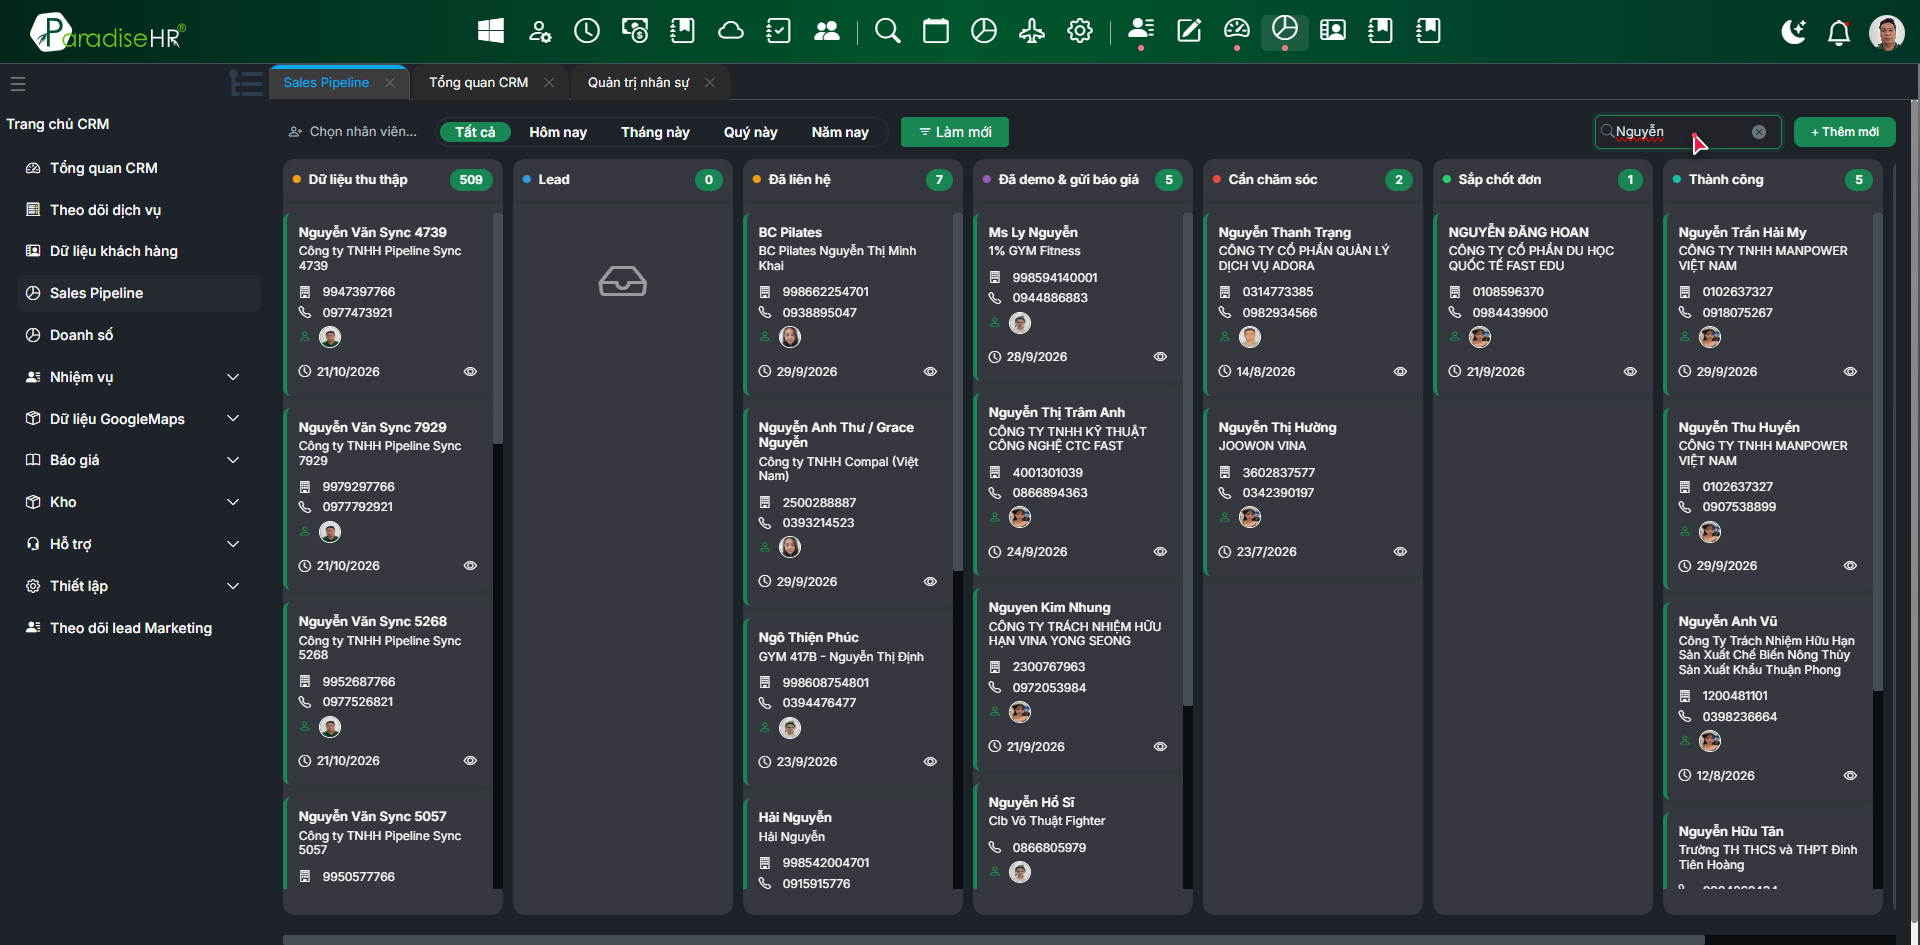 ParadiseHR®
Sales Pipeline
Tổng quan CRM
Quản trị nhân sự
Trang chủ CRM
Tổng quan CRM
Theo dõi dịch vụ
Dữ liệu khách hàng
Sales Pipeline
Doanh số
Nhiệm vụ
Dữ liệu GoogleMaps
Báo giá
Kho
Hỗ trợ
Thiết lập
Theo dõi lead Marketing
Chọn nhân viên...
Tất cả
Hôm nay
Tháng này
Quý này
Năm nay
Làm mới
Nguyễn
+ Thêm mới
Dữ liệu thu thập 509
Nguyễn Văn Sync 4739
Công ty TNHH Pipeline Sync
4739
9947397766
0977473921
21/10/2026
Nguyễn Văn Sync 7929
Công ty TNHH Pipeline Sync
7929
9979297766
0977792921
21/10/2026
Nguyễn Văn Sync 5268
Công ty TNHH Pipeline Sync
5268
9952687766
0977526821
21/10/2026
Nguyễn Văn Sync 5057
Công ty TNHH Pipeline Sync
5057
9950577766
Lead 0
Đã liên hệ 7
BC Pilates
BC Pilates Nguyễn Thị Minh
Khai
998662254701
0938895047
29/9/2026
Nguyễn Anh Thư / Grace
Nguyễn
Công ty TNHH Compal (Việt
Nam)
2500288887
0393214523
29/9/2026
Ngô Thiện Phúc
GYM 417B - Nguyễn Thị Định
998608754801
0394476477
23/9/2026
Hải Nguyễn
Hải Nguyễn
998542004701
0915915776
Đã demo & gửi báo giá 5
Ms Ly Nguyễn
1% GYM Fitness
998594140001
0944886883
28/9/2026
Nguyễn Thị Trâm Anh
CÔNG TY TNHH KỸ THUẬT
CÔNG NGHỆ CTC FAST
4001301039
0866894363
24/9/2026
Nguyen Kim Nhung
CÔNG TY TRÁCH NHIỆM HỮU
HẠN VINA YONG SEONG
2300767963
0972053984
21/9/2026
Nguyễn Hồ Sĩ
Clb Võ Thuật Fighter
0866805979
Cần chăm sóc 2
Nguyễn Thanh Trạng
CÔNG TY CỔ PHẦN QUẢN LÝ
DỊCH VỤ ADORA
0314773385
0982934566
14/8/2026
Nguyễn Thị Hường
JOOWON VINA
3602837577
0342390197
23/7/2026
Sắp chốt đơn 1
NGUYỄN ĐĂNG HOAN
CÔNG TY CỔ PHẦN DU HỌC
QUỐC TẾ FAST EDU
0108596370
0984439900
21/9/2026
Thành công 5
Nguyễn Trần Hải My
CÔNG TY TNHH MANPOWER
VIỆT NAM
0102637327
0918075267
29/9/2026
Nguyễn Thu Huyền
CÔNG TY TNHH MANPOWER
VIỆT NAM
0102637327
0907538899
29/9/2026
Nguyễn Anh Vũ
Công Ty Trách Nhiệm Hữu Hạn
Sản Xuất Chế Biến Nông Thủy
Sản Xuất Khẩu Thuận Phong
1200481101
0398236664
12/8/2026
Nguyễn Hữu Tân
Trường TH THCS và THPT Đinh
Tiên Hoàng